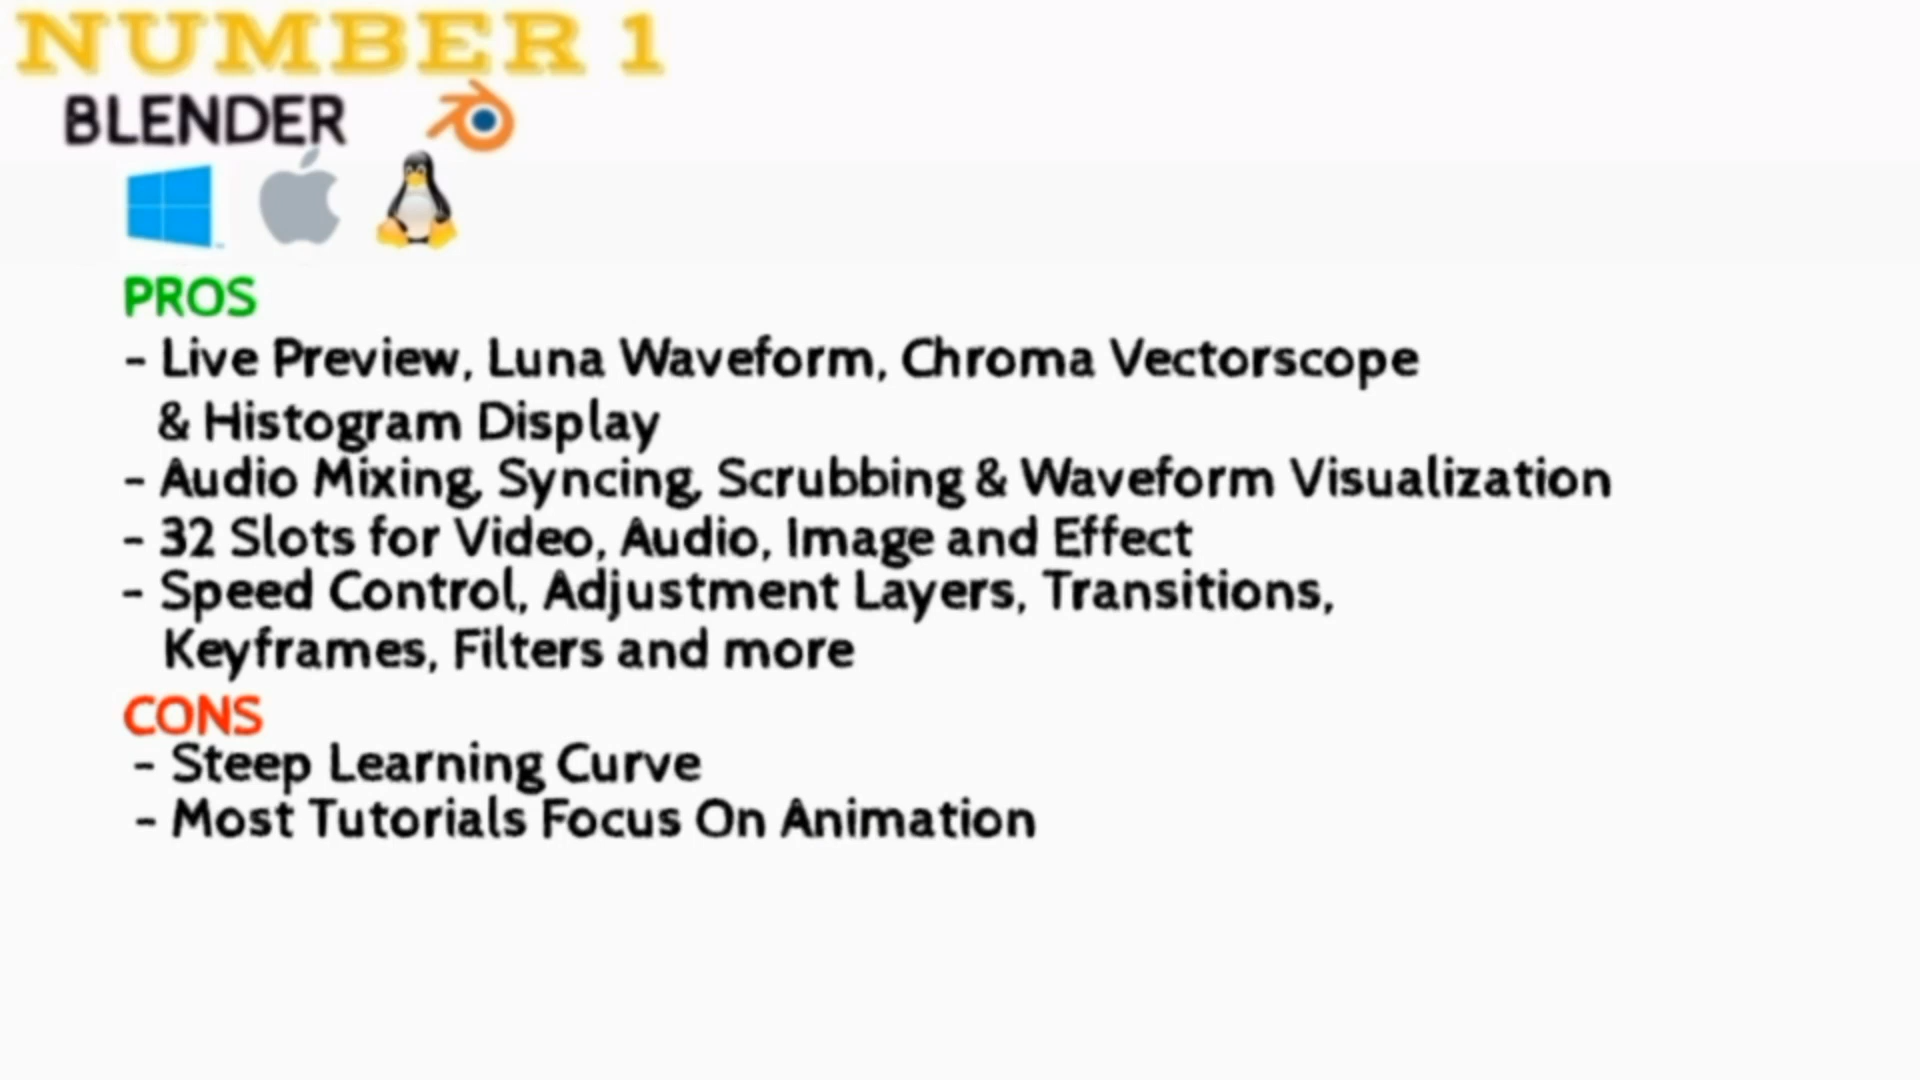 NUMBER 1
BLENDER
PROS
- Live Preview, Luna Waveform, Chroma Vectorscope
& Histogram Display
- Audio Mixing, Syncing, Scrubbing & Waveform Visualization
- 32 Slots for Video, Audio, Image and Effect
- Speed Control, Adjustment Layers, Transitions,
Keyframes, Filters and more
CONS
- Steep Learning Curve
- Most Tutorials Focus On Animation